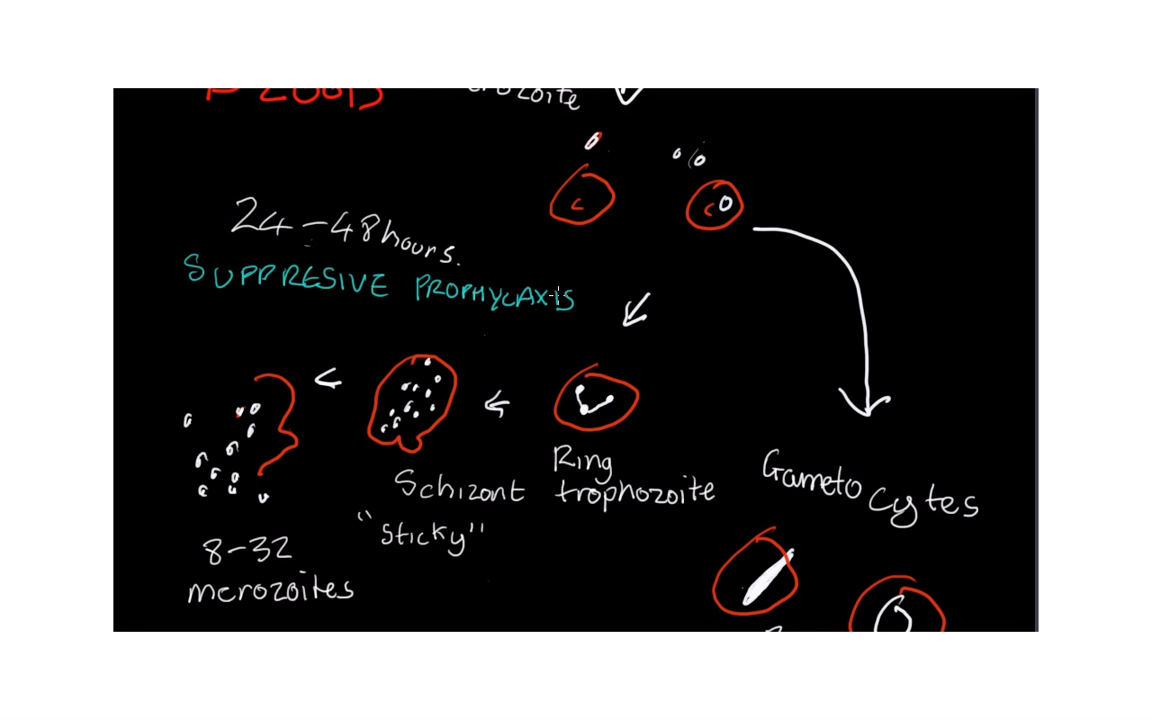 24-48hours.
SUPPRESIVE PROPHYLAXIS
Ring
trophozoite
Schizont
"sticky"
8-32
merozoites
Gameto cytes